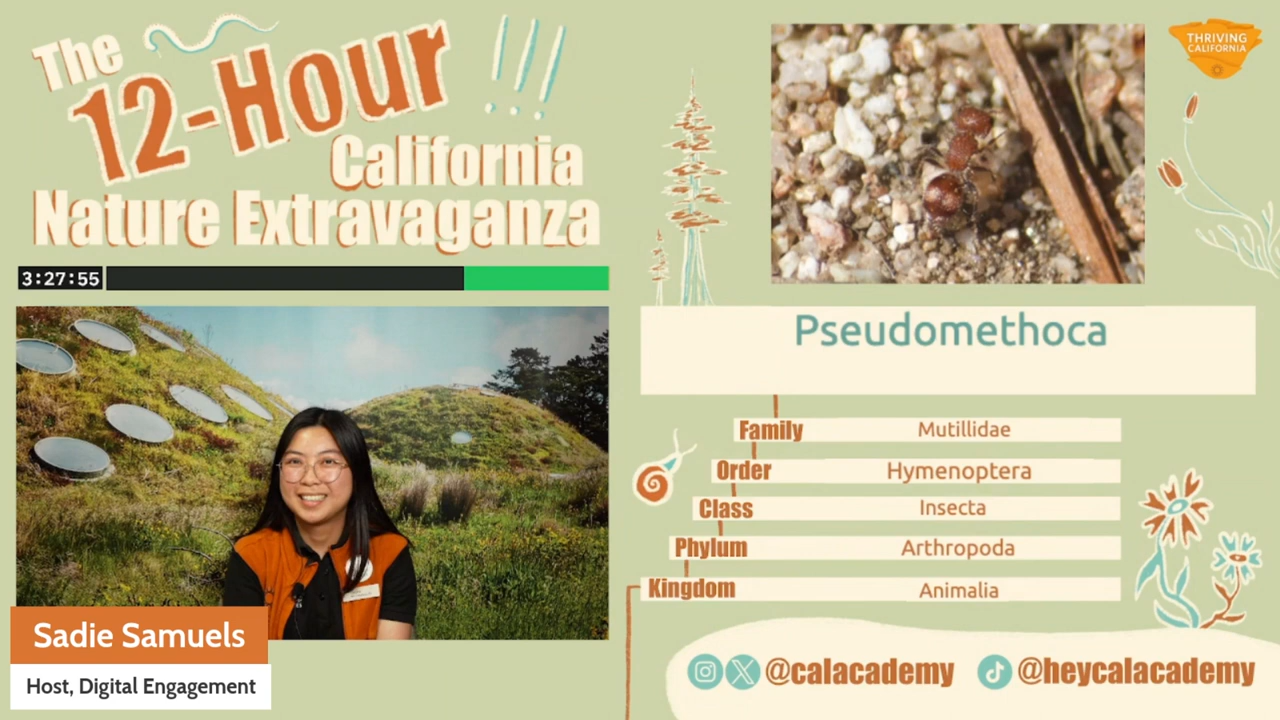 The
12-Hour
!!!
California
Nature Extravaganza
3:27:55
Sadie Samuels
Host, Digital Engagement
THRIVING
CALIFORNIA
Pseudomethoca
Family Mutillidae
Order Hymenoptera
Class Insecta
Phylum Arthropoda
Kingdom Animalia
@calacademy @heycalacademy